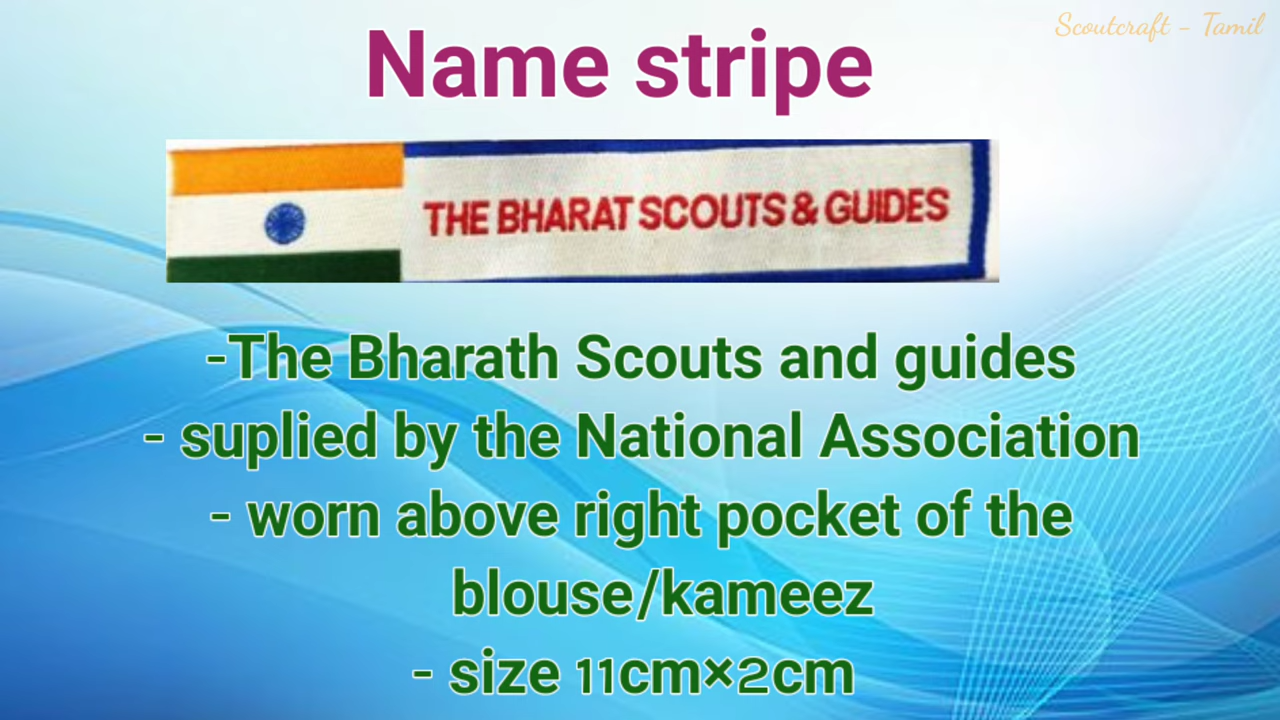 Scoutcraft - Tamil
Name stripe
THE BHARAT SCOUTS & GUIDES
-The Bharath Scouts and guides
- suplied by the National Association
- worn above right pocket of the
blouse/kameez
- size 11cm×2cm